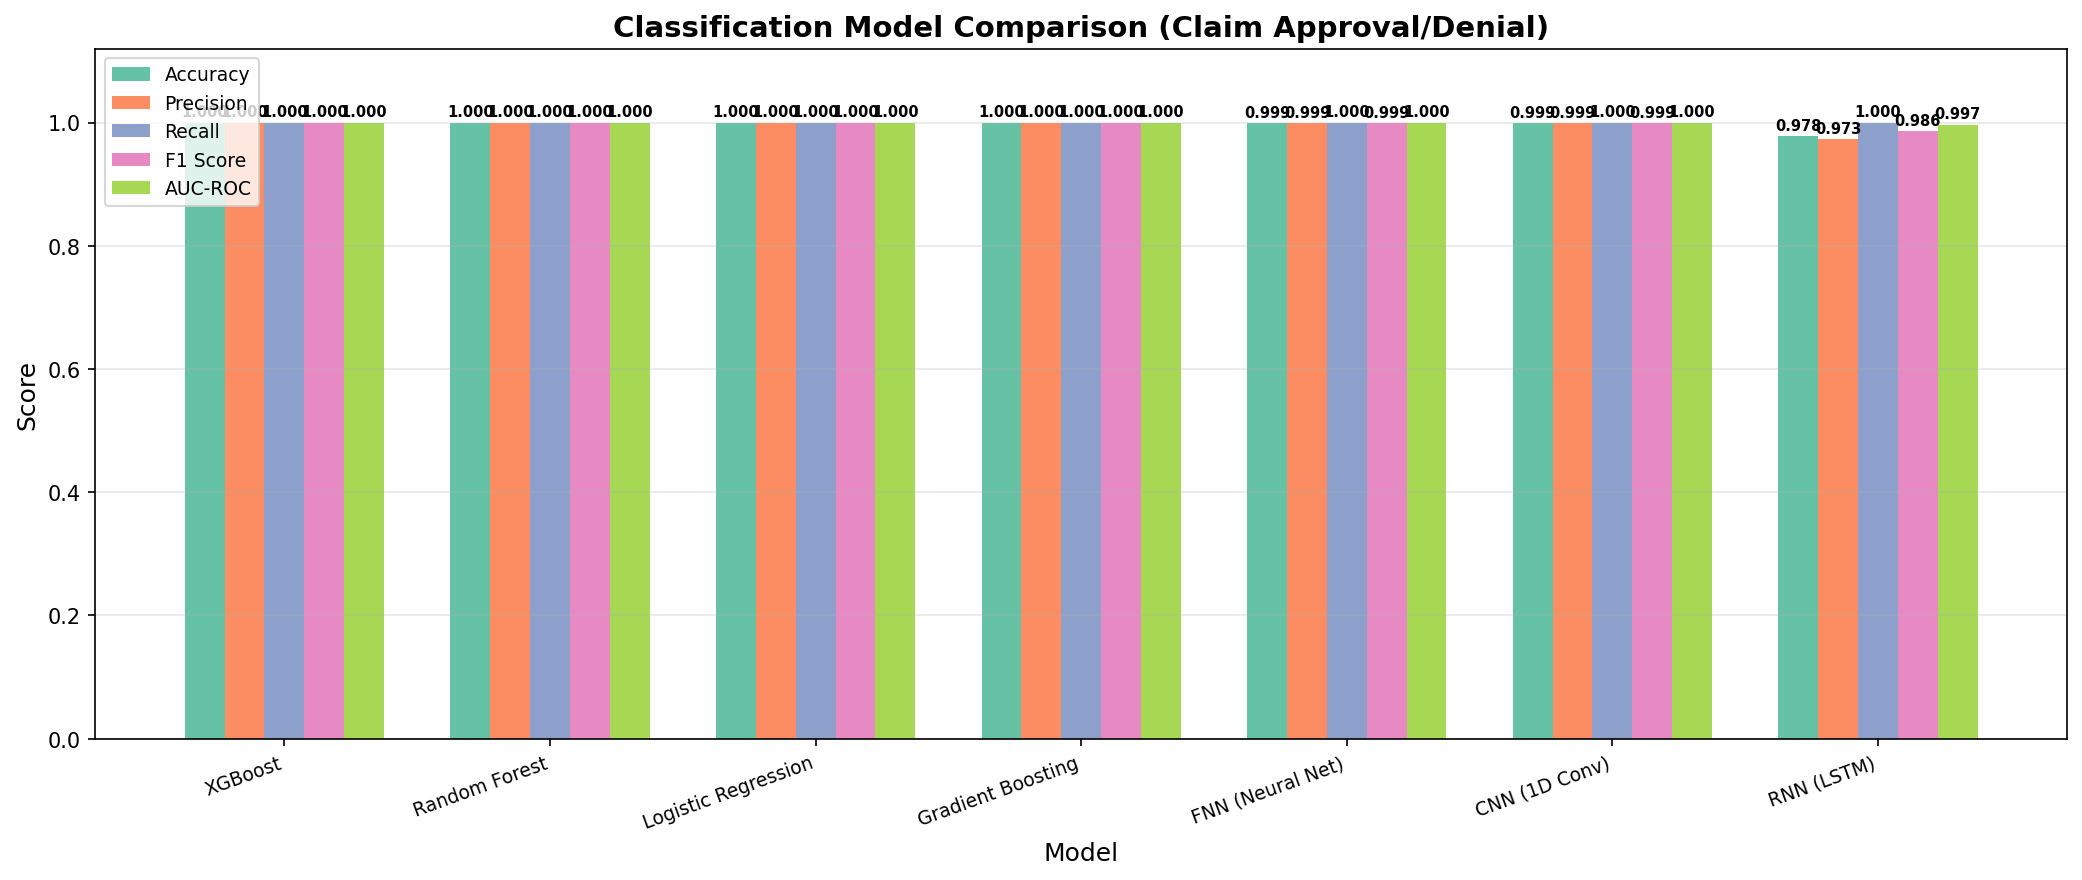 Classification Model Comparison (Claim Approval/Denial)
Accuracy
Precision
Recall
F1 Score
AUC-ROC
1.000 1.000 1.000 1.000 1.000
1.000 1.000 1.000 1.000 1.000
1.000 1.000 1.000 1.000 1.000
1.000 1.000 1.000 1.000 1.000
0.999 0.999 1.000 0.999 1.000
0.999 0.999 1.000 0.999 1.000
0.978 0.973 1.000 0.986 0.997
1.0
0.8
0.6
0.4
0.2
0.0
Score
XGBoost
Random Forest
Logistic Regression
Gradient Boosting
FNN (Neural Net)
CNN (1D Conv)
RNN (LSTM)
Model